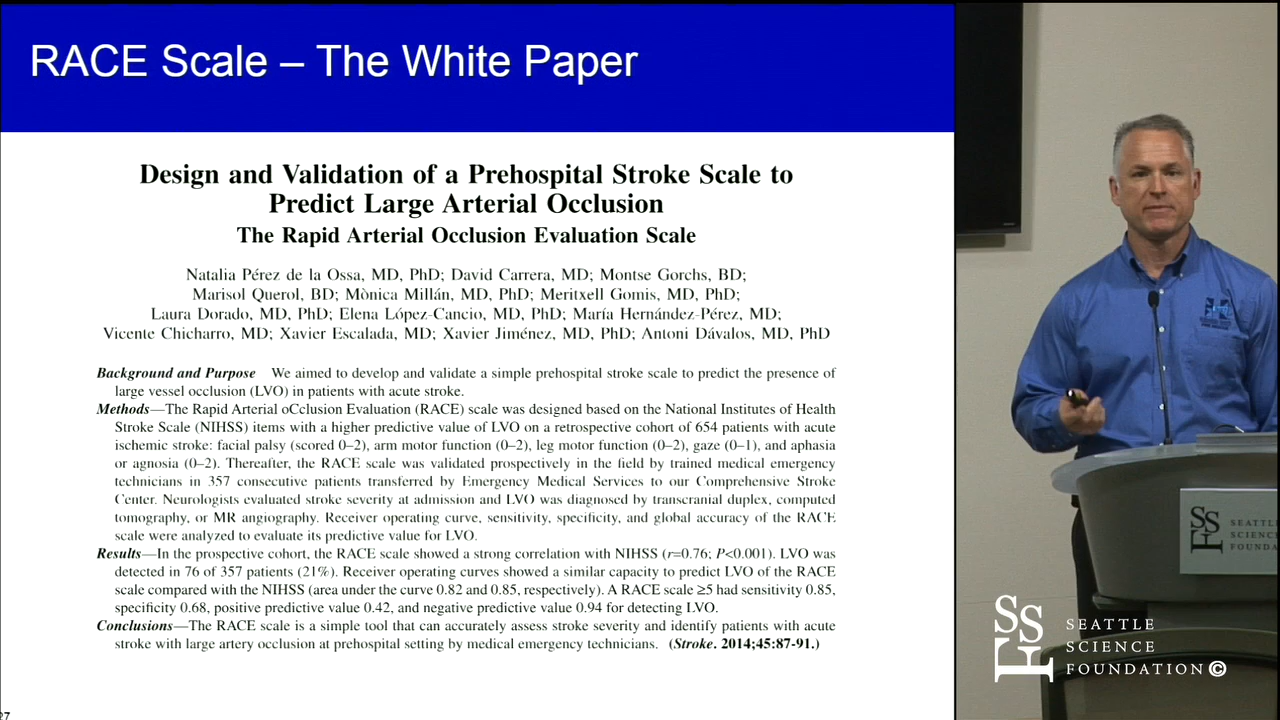 RACE Scale – The White Paper
Design and Validation of a Prehospital Stroke Scale to
Predict Large Arterial Occlusion
The Rapid Arterial Occlusion Evaluation Scale
Natalia Pérez de la Ossa, MD, PhD; David Carrera, MD; Montse Gorchs, BD;
Marisol Querol, BD; Mònica Millán, MD, PhD; Meritxell Gomis, MD, PhD;
Laura Dorado, MD, PhD; Elena López-Cancio, MD, PhD; María Hernández-Pérez, MD;
Vicente Chicharro, MD; Xavier Escalada, MD; Xavier Jiménez, MD, PhD; Antoni Dávalos, MD, PhD
Background and Purpose We aimed to develop and validate a simple prehospital stroke scale to predict the presence of
large vessel occlusion (LVO) in patients with acute stroke.
Methods—The Rapid Arterial oCclusion Evaluation (RACE) scale was designed based on the National Institutes of Health
Stroke Scale (NIHSS) items with a higher predictive value of LVO on a retrospective cohort of 654 patients with acute
ischemic stroke: facial palsy (scored 0–2), arm motor function (0–2), leg motor function (0–2), gaze (0–1), and aphasia
or agnosia (0–2). Thereafter, the RACE scale was validated prospectively in the field by trained medical emergency
technicians in 357 consecutive patients transferred by Emergency Medical Services to our Comprehensive Stroke
Center. Neurologists evaluated stroke severity at admission and LVO was diagnosed by transcranial duplex, computed
tomography, or MR angiography. Receiver operating curve, sensitivity, specificity, and global accuracy of the RACE
scale were analyzed to evaluate its predictive value for LVO.
Results—In the prospective cohort, the RACE scale showed a strong correlation with NIHSS (r=0.76; P<0.001). LVO was
detected in 76 of 357 patients (21%). Receiver operating curves showed a similar capacity to predict LVO of the RACE
scale compared with the NIHSS (area under the curve 0.82 and 0.85, respectively). A RACE scale ≥5 had sensitivity 0.85,
specificity 0.68, positive predictive value 0.42, and negative predictive value 0.94 for detecting LVO.
Conclusions—The RACE scale is a simple tool that can accurately assess stroke severity and identify patients with acute
stroke with large artery occlusion at prehospital setting by medical emergency technicians. (Stroke. 2014;45:87-91.)
27
SSF
SEATTLE
SCIENCE
FOUNDA
SSF
SEATTLE
SCIENCE
FOUNDATION ©